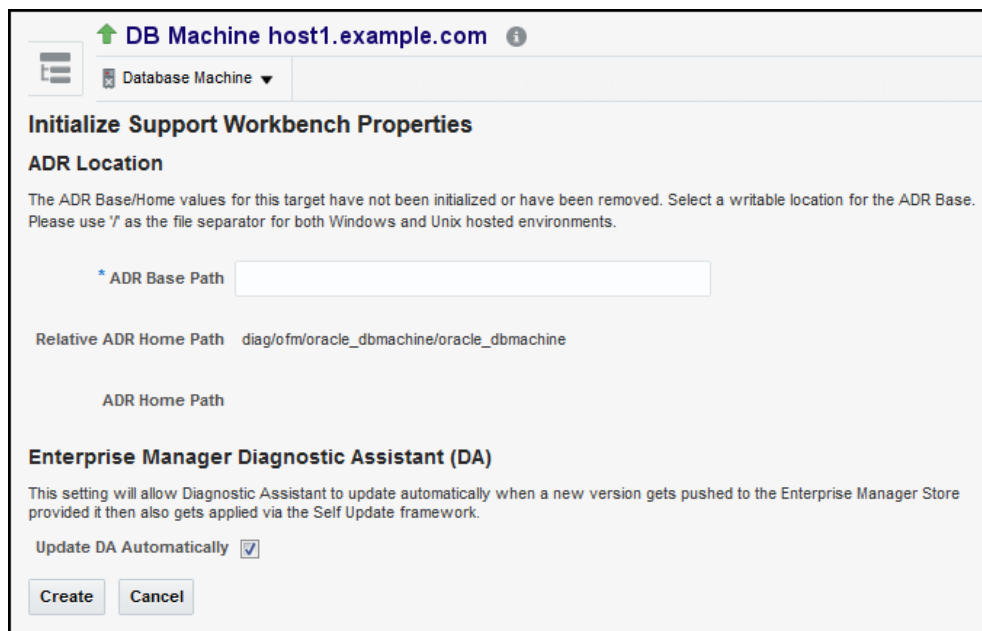 DB Machine host1.example.com
Database Machine
Initialize Support Workbench Properties
ADR Location
The ADR Base/Home values for this target have not been initialized or have been removed. Select a writable location for the ADR Base.
Please use '/' as the file separator for both Windows and Unix hosted environments.
* ADR Base Path
Relative ADR Home Path diag/ofm/oracle_dbmachine/oracle_dbmachine
ADR Home Path
Enterprise Manager Diagnostic Assistant (DA)
This setting will allow Diagnostic Assistant to update automatically when a new version gets pushed to the Enterprise Manager Store
provided it then also gets applied via the Self Update framework.
Update DA Automatically
Create Cancel